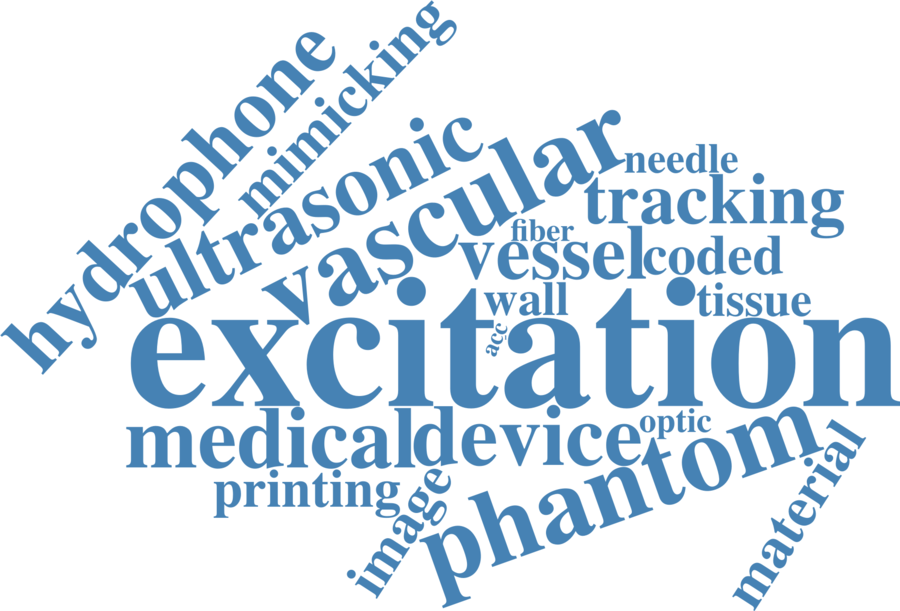 hydrophone
mimicking
ultrasonic
vascular
needle
tracking
fiber
vessel
coded
wall
tissue
acc
excitation
medical
device
optic
printing
image
phantom
material